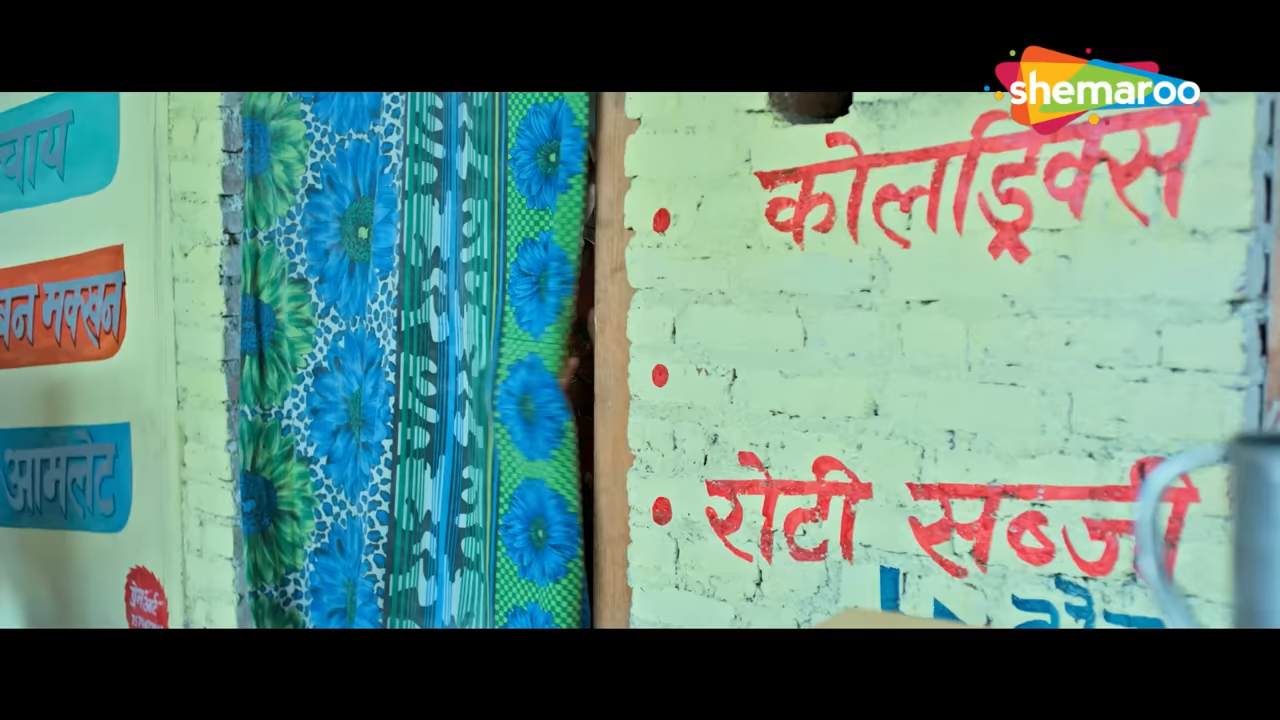 shemaroo
चाय
बन मक्खन
आमलेट
कोलड्रिक्स
रोटी सब्जी